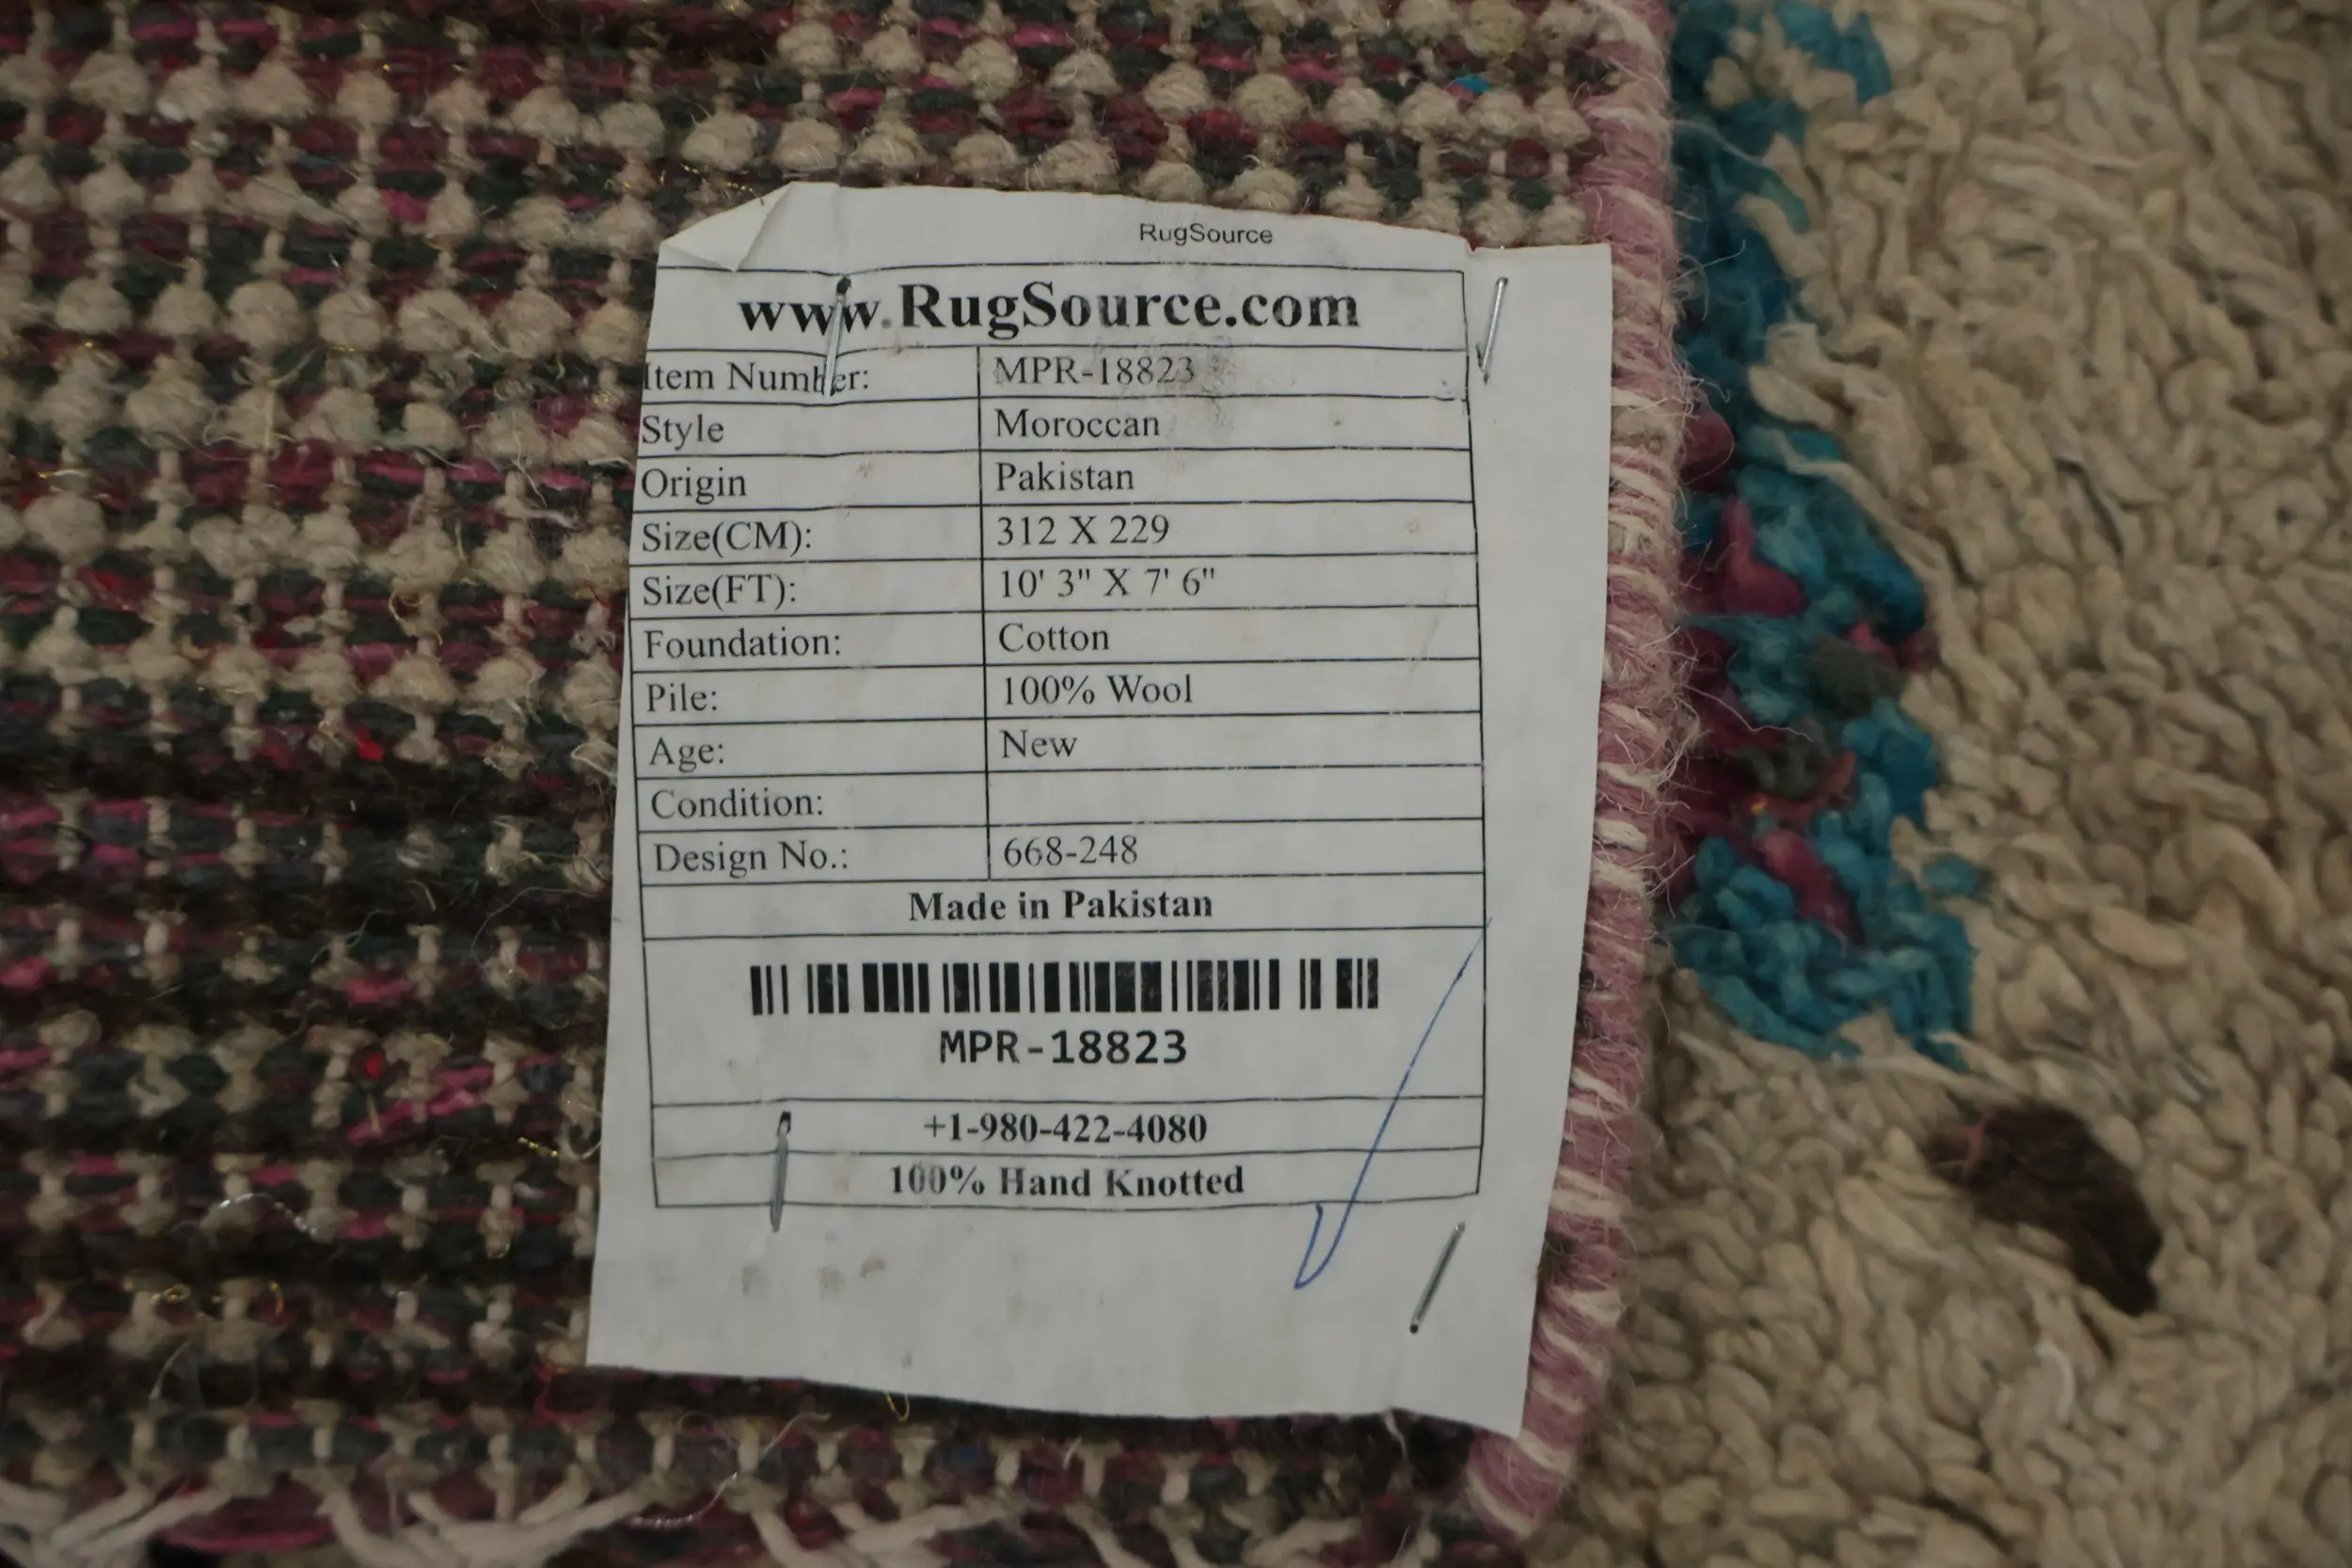 RugSource
www.RugSource.com
Item Number: MPR-18823
Style Moroccan
Origin Pakistan
Size(CM): 312 X 229
Size(FT): 10' 3" X 7' 6"
Foundation: Cotton
Pile: 100% Wool
Age: New
Condition:
Design No.: 668-248
Made in Pakistan
MPR-18823
+1-980-422-4080
100% Hand Knotted